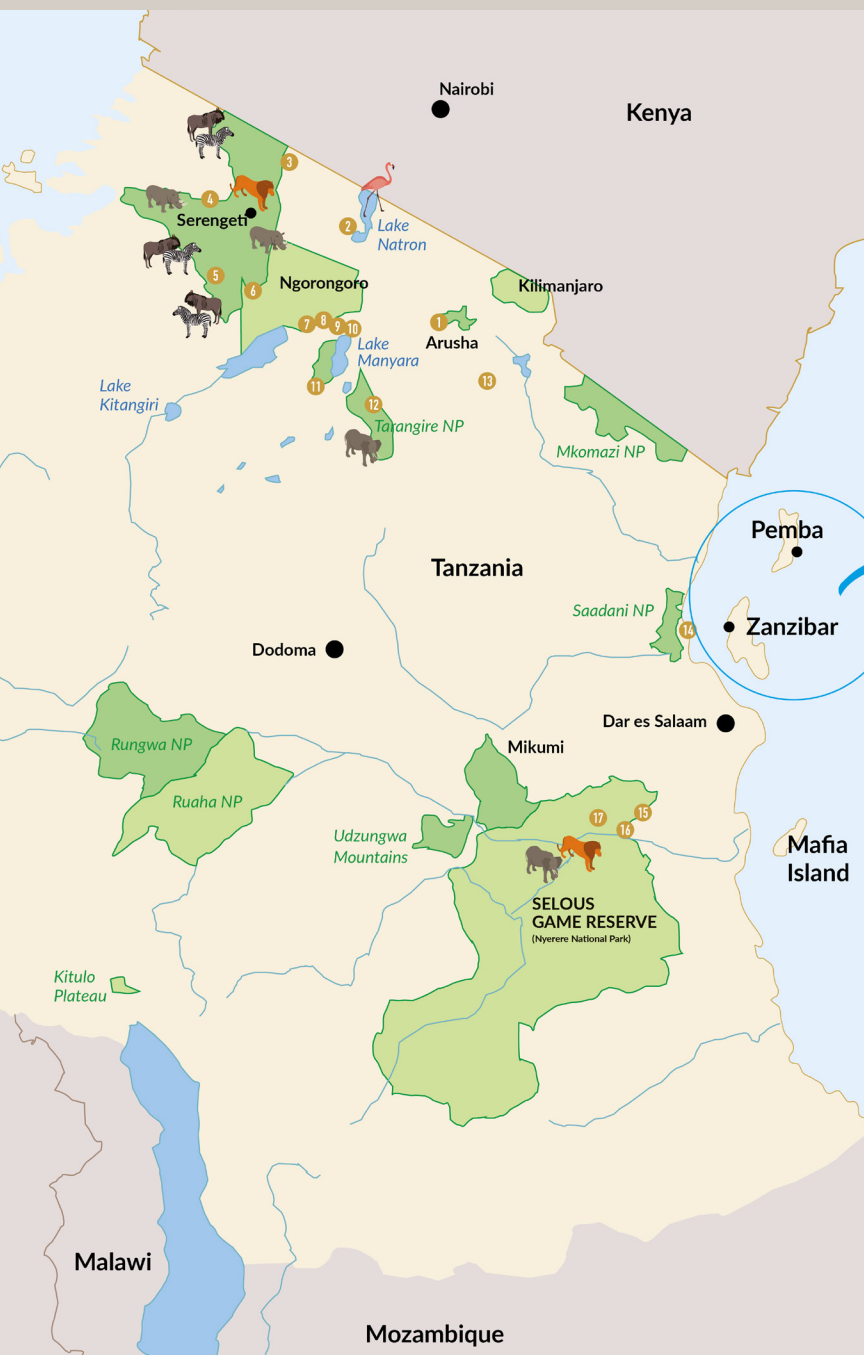 Nairobi
Kenya
3
4
Serengeti
2
Lake
Natron
5
6
Ngorongoro
Kilimanjaro
7
8
9
10
1
Arusha
Lake
Manyara
Lake
Kitangiri
11
13
12
Tarangire NP
Mkomazi NP
Pemba
Tanzania
Saadani NP
14
Zanzibar
Dodoma
Dar es Salaam
Rungwa NP
Mikumi
Ruaha NP
17
15
16
Udzungwa
Mountains
Mafia
Island
SELOUS
GAME RESERVE
(Nyerere National Park)
Kitulo
Plateau
Malawi
Mozambique